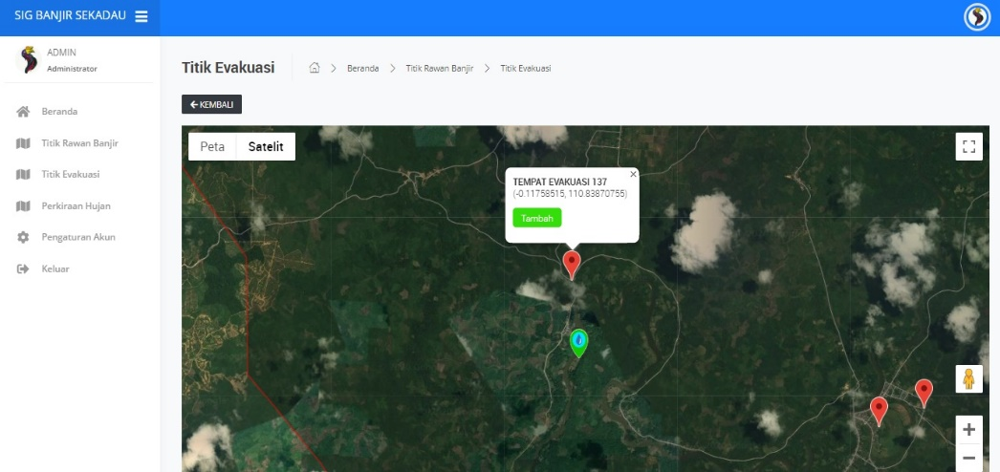 SIG BANJIR SEKADAU
ADMIN
Administrator
Beranda
Titik Rawan Banjir
Titik Evakuasi
Perkiraan Hujan
Pengaturan Akun
Keluar
Titik Evakuasi
Beranda
Titik Rawan Banjir
Titik Evakuasi
KEMBALI
Peta
Satelit
TEMPAT EVAKUASI 137
(-0.11758515, 110.83870755)
Tambah